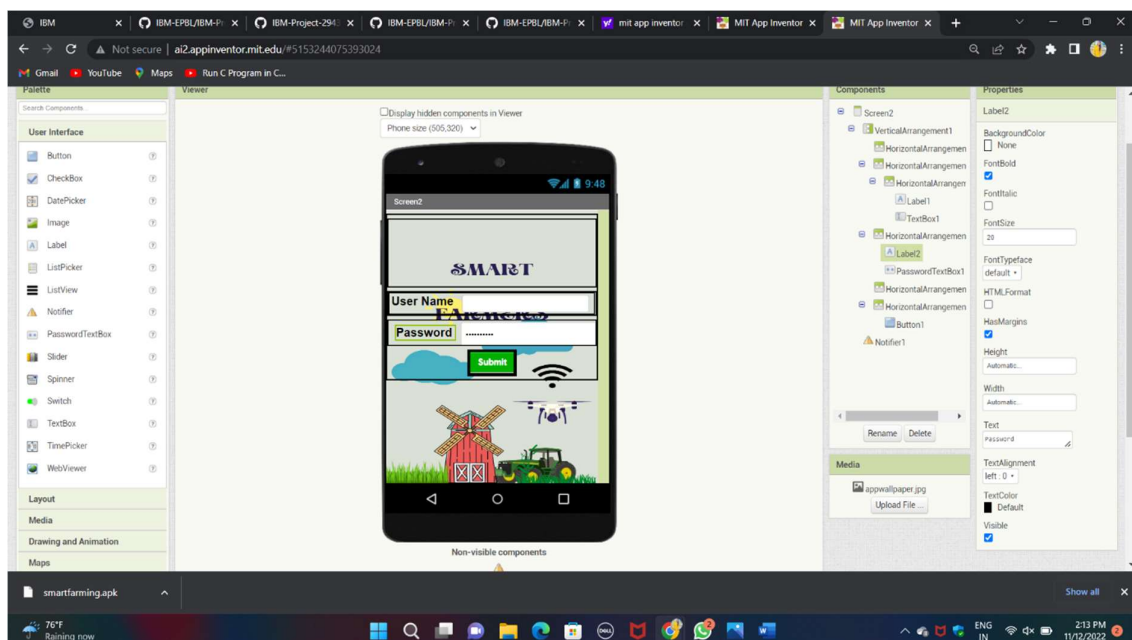 IBM
IBM-EPBL/IBM-Pr
IBM-Project-294
IBM-EPBL/IBM-Pr
IBM-EPBL/IBM-Pr
mit app inventor
MIT App Inventor
MIT App Inventor
Not secure
ai2.appinventor.mit.edu/#5153244075393024
Gmail
YouTube
Maps
Run C Program in C...
Palette
Viewer
Components
Properties
Search Components
User Interface
Button
CheckBox
DatePicker
Image
Label
ListPicker
ListView
Notifier
PasswordTextBox
Slider
Spinner
Switch
TextBox
TimePicker
WebViewer
Layout
Media
Drawing and Animation
Maps
Display hidden components in Viewer
Phone size (505,320)
9:48
Screen2
SMART
User Name
FARMERS
Password
Submit
Non-visible components
Screen2
VerticalArrangement1
HorizontalArrangemen
HorizontalArrangemen
HorizontalArrangem
Label1
TextBox1
HorizontalArrangemen
Label2
PasswordTextBox1
HorizontalArrangemen
HorizontalArrangemen
Button1
Notifier1
Rename
Delete
Media
appwallpaper.jpg
Upload File ...
Label2
BackgroundColor
None
FontBold
FontItalic
FontSize
20
FontTypeface
default
HTMLFormat
HasMargins
Height
Automatic...
Width
Automatic...
Text
Password
TextAlignment
left : 0
TextColor
Default
Visible
smartfarming.apk
Show all
76°F
Raining now
DELL
ENG
IN
2:13 PM
11/12/2022
2